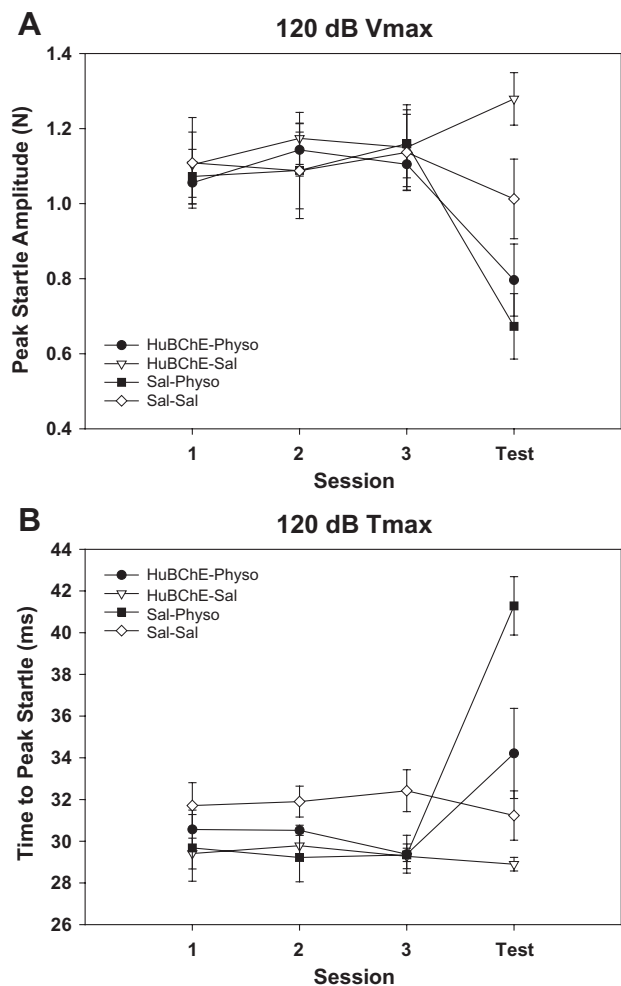 A
120 dB Vmax
Peak Startle Amplitude (N)
1.4
1.2
1.0
0.8
0.6
0.4
HuBChE-Physo
HuBChE-Sal
Sal-Physo
Sal-Sal
1 2 3 Test
Session
B
120 dB Tmax
Time to Peak Startle (ms)
44
42
40
38
36
34
32
30
28
26
HuBChE-Physo
HuBChE-Sal
Sal-Physo
Sal-Sal
1 2 3 Test
Session